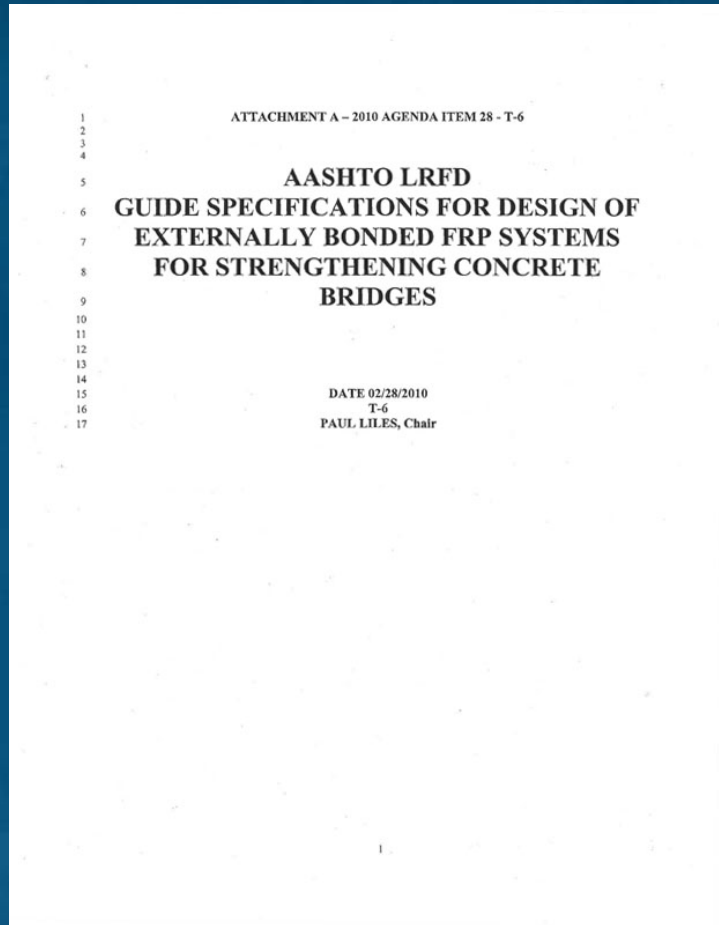 1 ATTACHMENT A – 2010 AGENDA ITEM 28 - T-6
2
3
4
5 AASHTO LRFD
6 GUIDE SPECIFICATIONS FOR DESIGN OF
7 EXTERNALLY BONDED FRP SYSTEMS
8 FOR STRENGTHENING CONCRETE
9 BRIDGES
10
11
12
13
14
15 DATE 02/28/2010
16 T-6
17 PAUL LILES, Chair
1